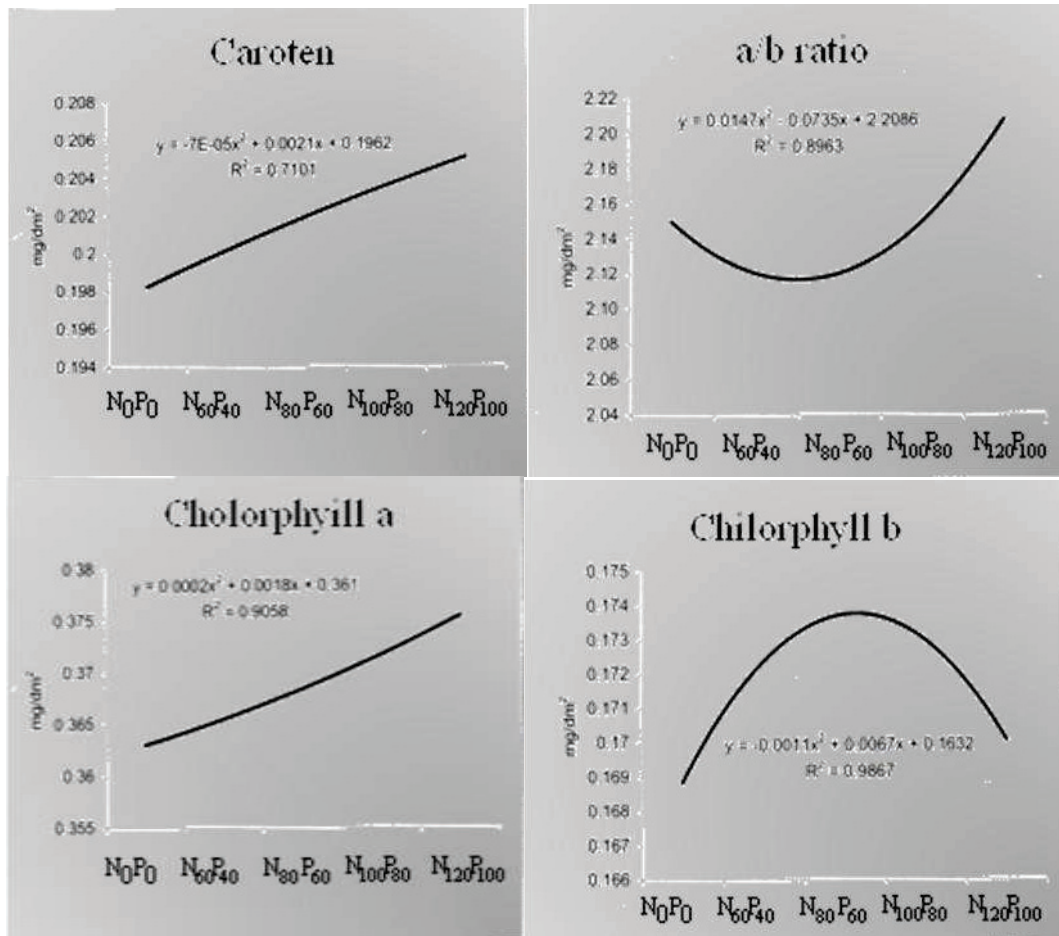 Caroten
0.208
0.206
0.204
0.202
0.2
0.198
0.196
0.194
mg/dm²
y = -7E-05x² + 0.0021x + 0.1962
R² = 0.7101
N₀P₀ N₆₀P₄₀ N₈₀P₆₀ N₁₀₀P₈₀ N₁₂₀P₁₀₀
a/b ratio
2.22
2.20
2.18
2.16
2.14
2.12
2.10
2.08
2.06
2.04
mg/dm²
y = 0.0147x² - 0.0735x + 2.2086
R² = 0.8963
N₀P₀ N₆₀P₄₀ N₈₀P₆₀ N₁₀₀P₈₀ N₁₂₀P₁₀₀
Cholorphyill a
0.38
0.375
0.37
0.365
0.36
0.355
mg/dm²
y = 0.0002x² + 0.0018x + 0.361
R² = 0.9058
N₀P₀ N₆₀P₄₀ N₈₀P₆₀ N₁₀₀P₈₀ N₁₂₀P₁₀₀
Chilorphyll b
0.175
0.174
0.173
0.172
0.171
0.17
0.169
0.168
0.167
0.166
mg/dm²
y = -0.0011x² + 0.0067x + 0.1632
R² = 0.9867
N₀P₀ N₆₀P₄₀ N₈₀P₆₀ N₁₀₀P₈₀ N₁₂₀P₁₀₀